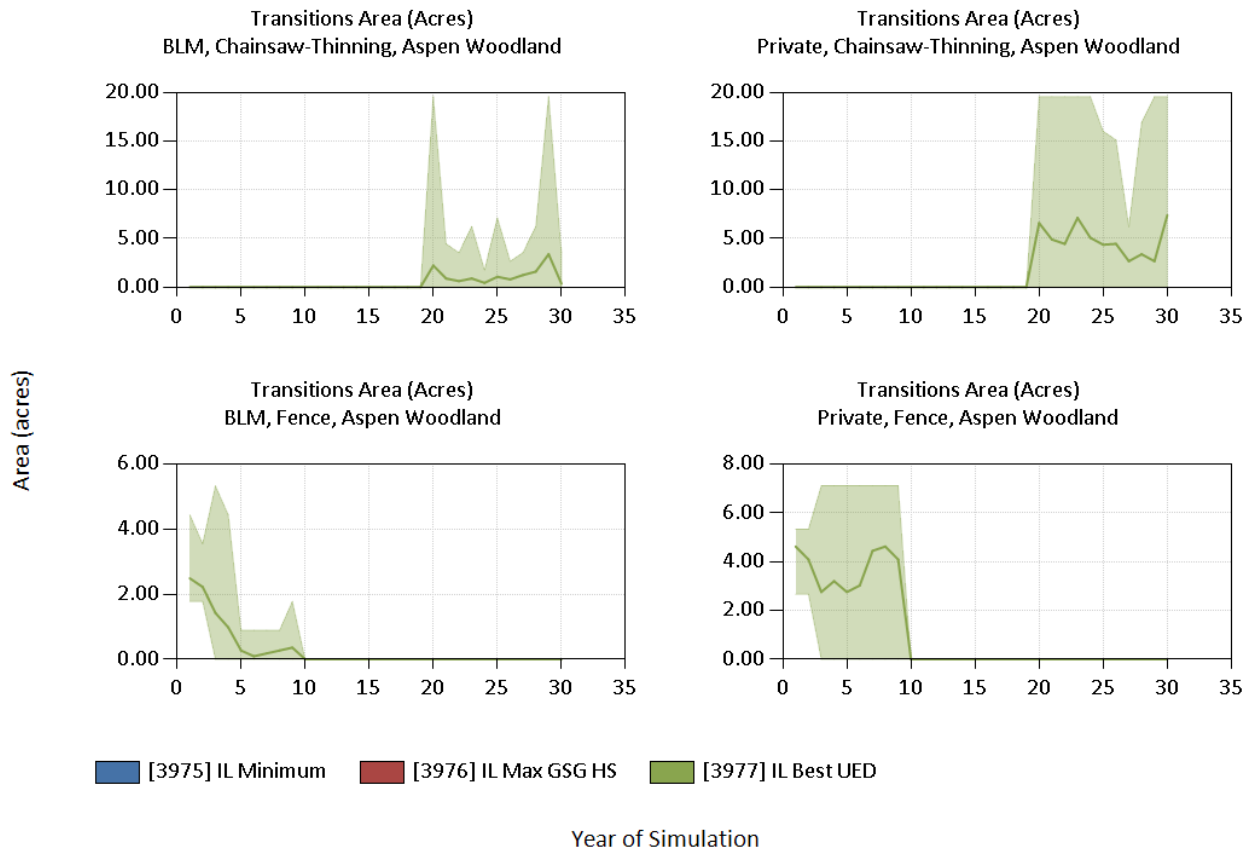 Transitions Area (Acres)
BLM, Chainsaw-Thinning, Aspen Woodland
20.00
15.00
10.00
5.00
0.00
0 5 10 15 20 25 30 35
Transitions Area (Acres)
Private, Chainsaw-Thinning, Aspen Woodland
20.00
15.00
10.00
5.00
0.00
0 5 10 15 20 25 30 35
Area (acres)
Transitions Area (Acres)
BLM, Fence, Aspen Woodland
6.00
4.00
2.00
0.00
0 5 10 15 20 25 30 35
Transitions Area (Acres)
Private, Fence, Aspen Woodland
8.00
6.00
4.00
2.00
0.00
0 5 10 15 20 25 30 35
[3975] IL Minimum [3976] IL Max GSG HS [3977] IL Best UED
Year of Simulation